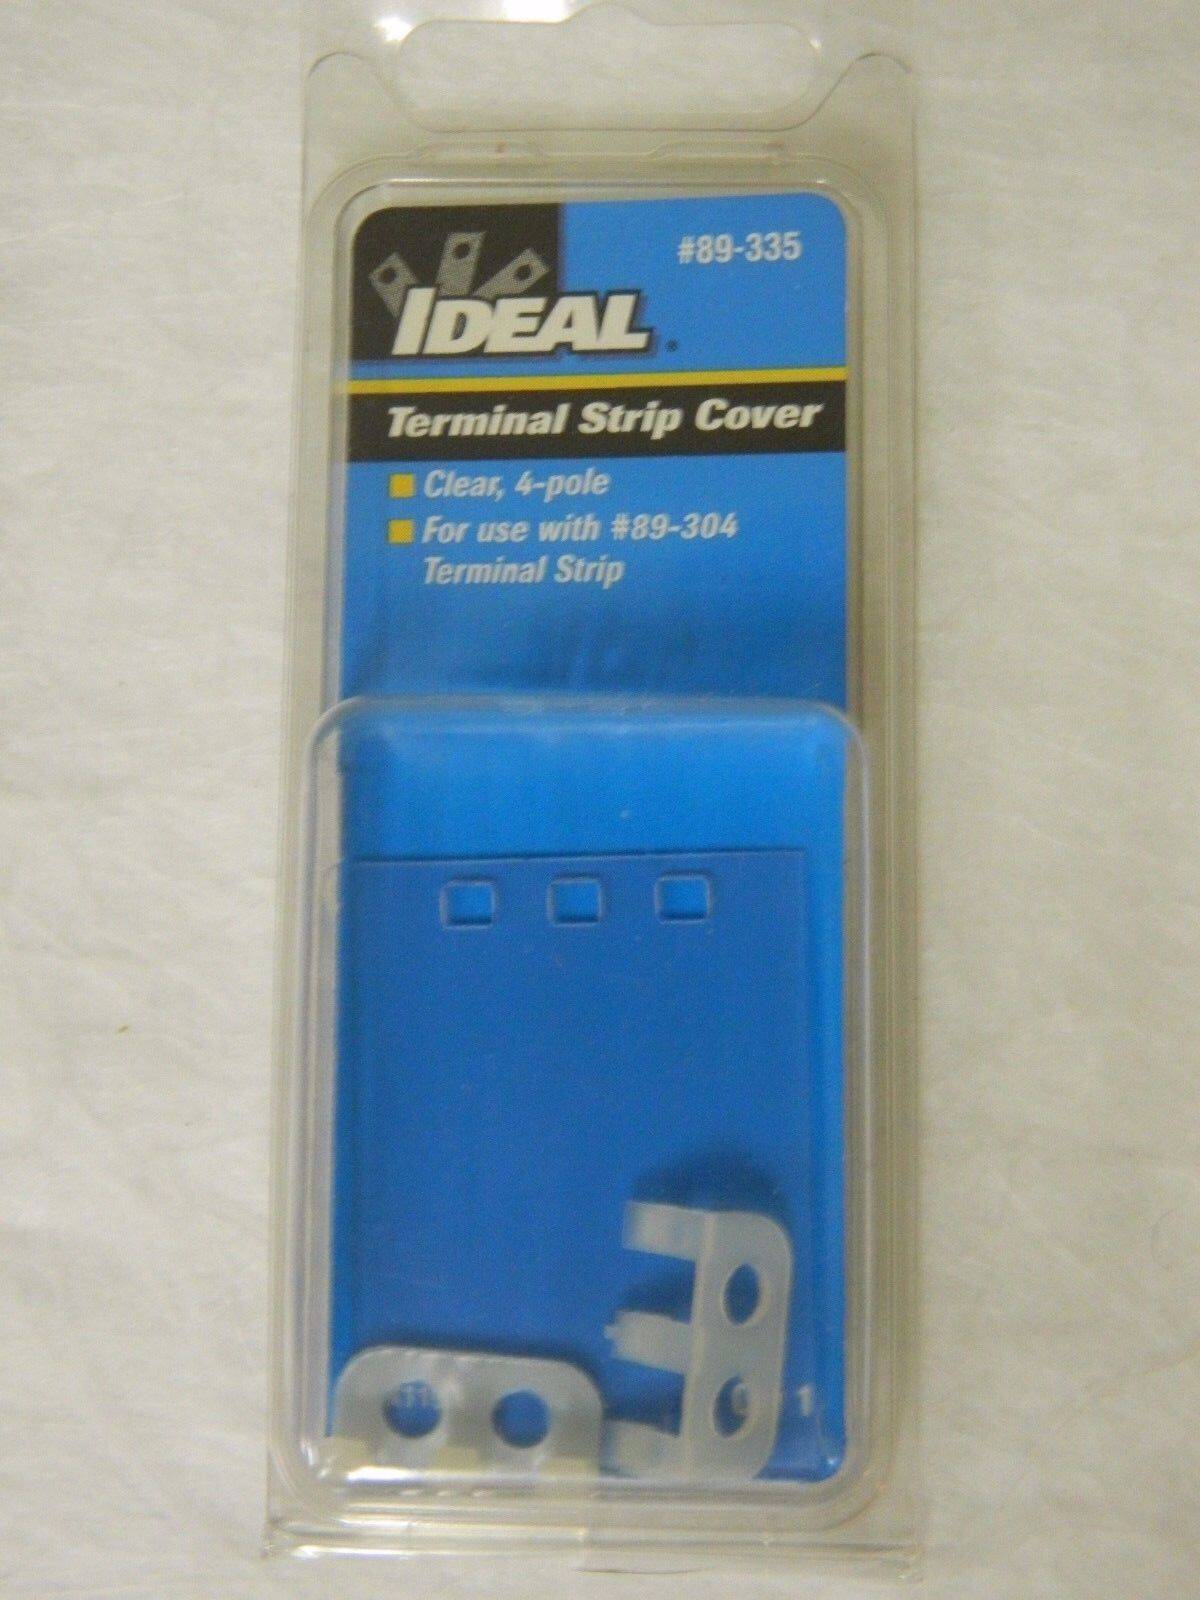 #89-335
IDEAL®
Terminal Strip Cover
Clear, 4-pole
For use with #89-304
Terminal Strip